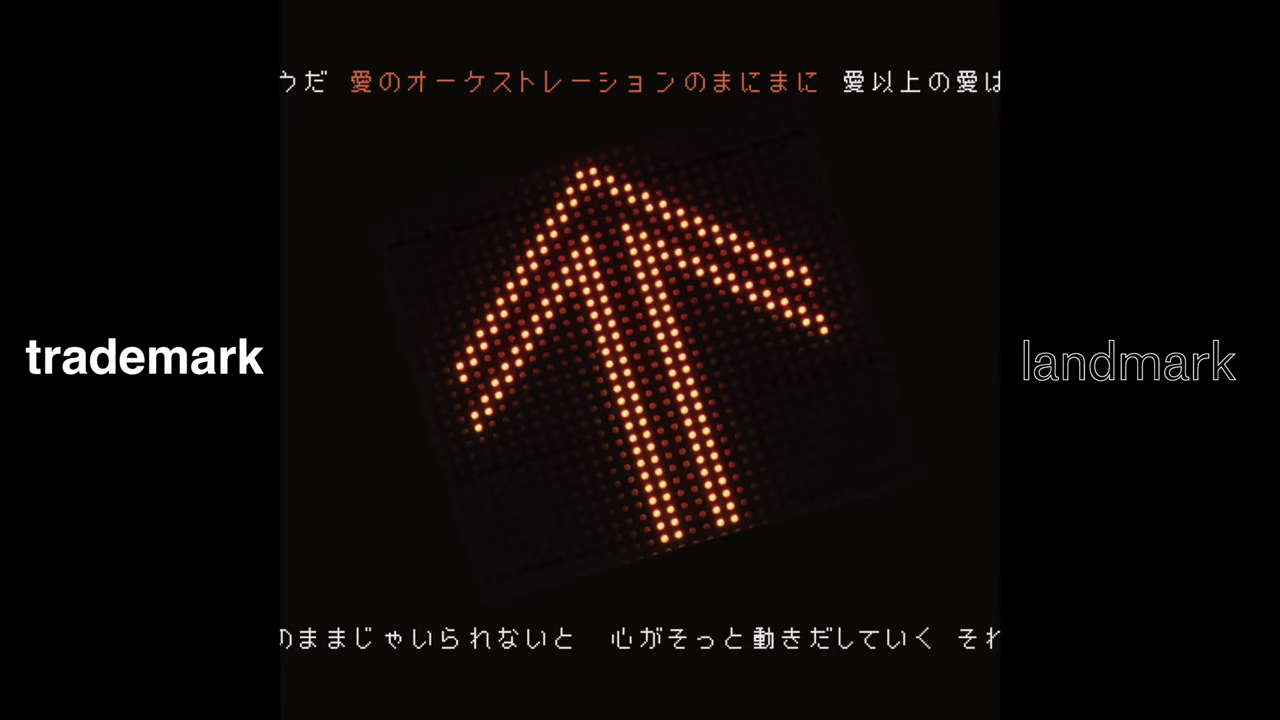 うだ 愛のオーケストレーションのまにまに 愛以上の愛は
trademark
landmark
のままじゃいられないと 心がそっと動きだしていく それ